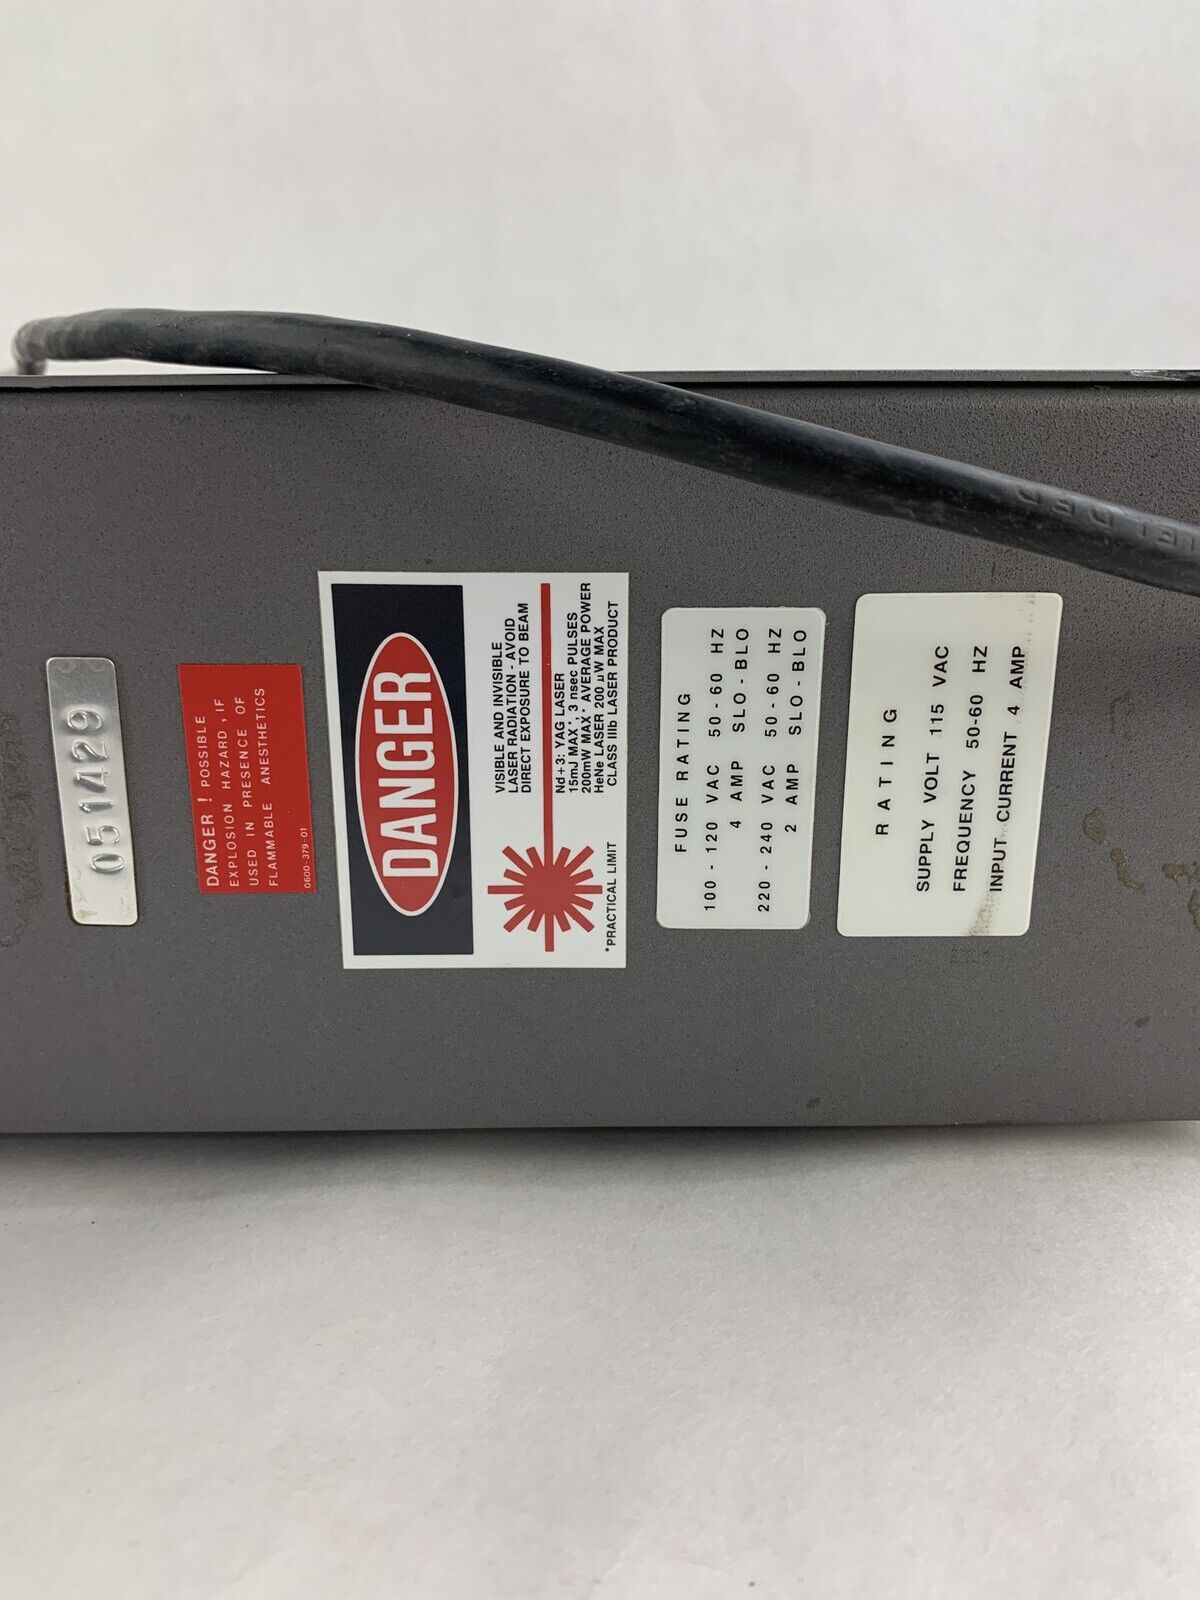 051429
DANGER! POSSIBLE
EXPLOSION HAZARD, IF
USED IN PRESENCE OF
FLAMMABLE ANESTHETICS
0600-379-01
DANGER
VISIBLE AND INVISIBLE
LASER RADIATION - AVOID
DIRECT EXPOSURE TO BEAM
Nd+3: YAG LASER
15mJ MAX*, 3 nsec PULSES
200mW MAX* AVERAGE POWER
HeNe LASER 200 µW MAX
CLASS IIIb LASER PRODUCT
*PRACTICAL LIMIT
FUSE RATING
100-120 VAC 50-60 HZ
4 AMP SLO-BLO
220-240 VAC 50-60 HZ
2 AMP SLO-BLO
RATING
SUPPLY VOLT 115 VAC
FREQUENCY 50-60 HZ
INPUT CURRENT 4 AMP